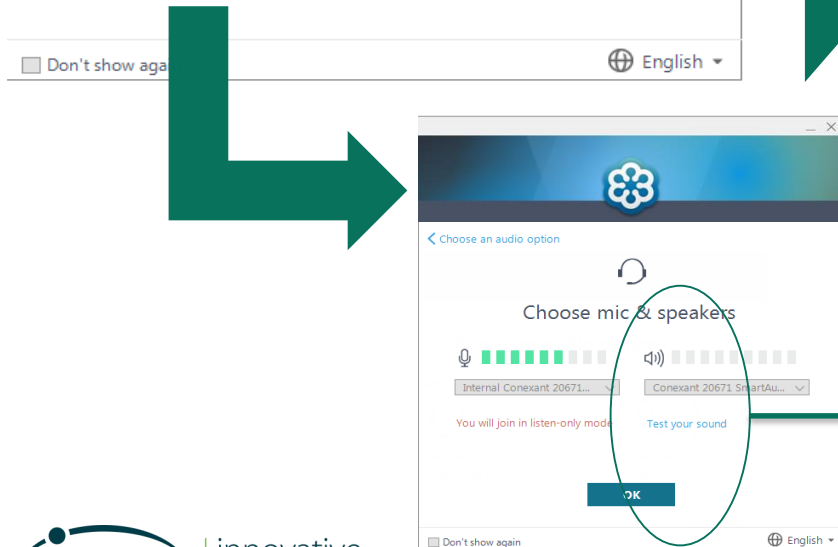 Don't show agai
English
Choose an audio option
Choose mic & speakers
Internal Conexant 20671...
Conexant 20671 SmartAu...
You will join in listen-only mode
Test your sound
OK
innovative
Don't show again
English